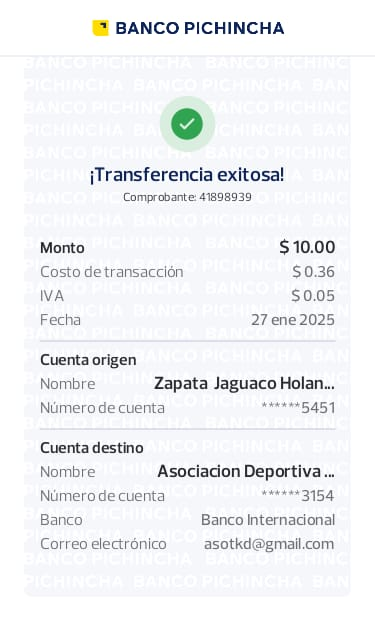 BANCO PICHINCHA
¡Transferencia exitosa!
Comprobante: 41898939
Monto $ 10.00
Costo de transacción $ 0.36
IVA $ 0.05
Fecha 27 ene 2025
Cuenta origen
Nombre Zapata Jaguaco Holan...
Número de cuenta ******5451
Cuenta destino
Nombre Asociacion Deportiva ...
Número de cuenta ******3154
Banco Banco Internacional
Correo electrónico asotkd@gmail.com